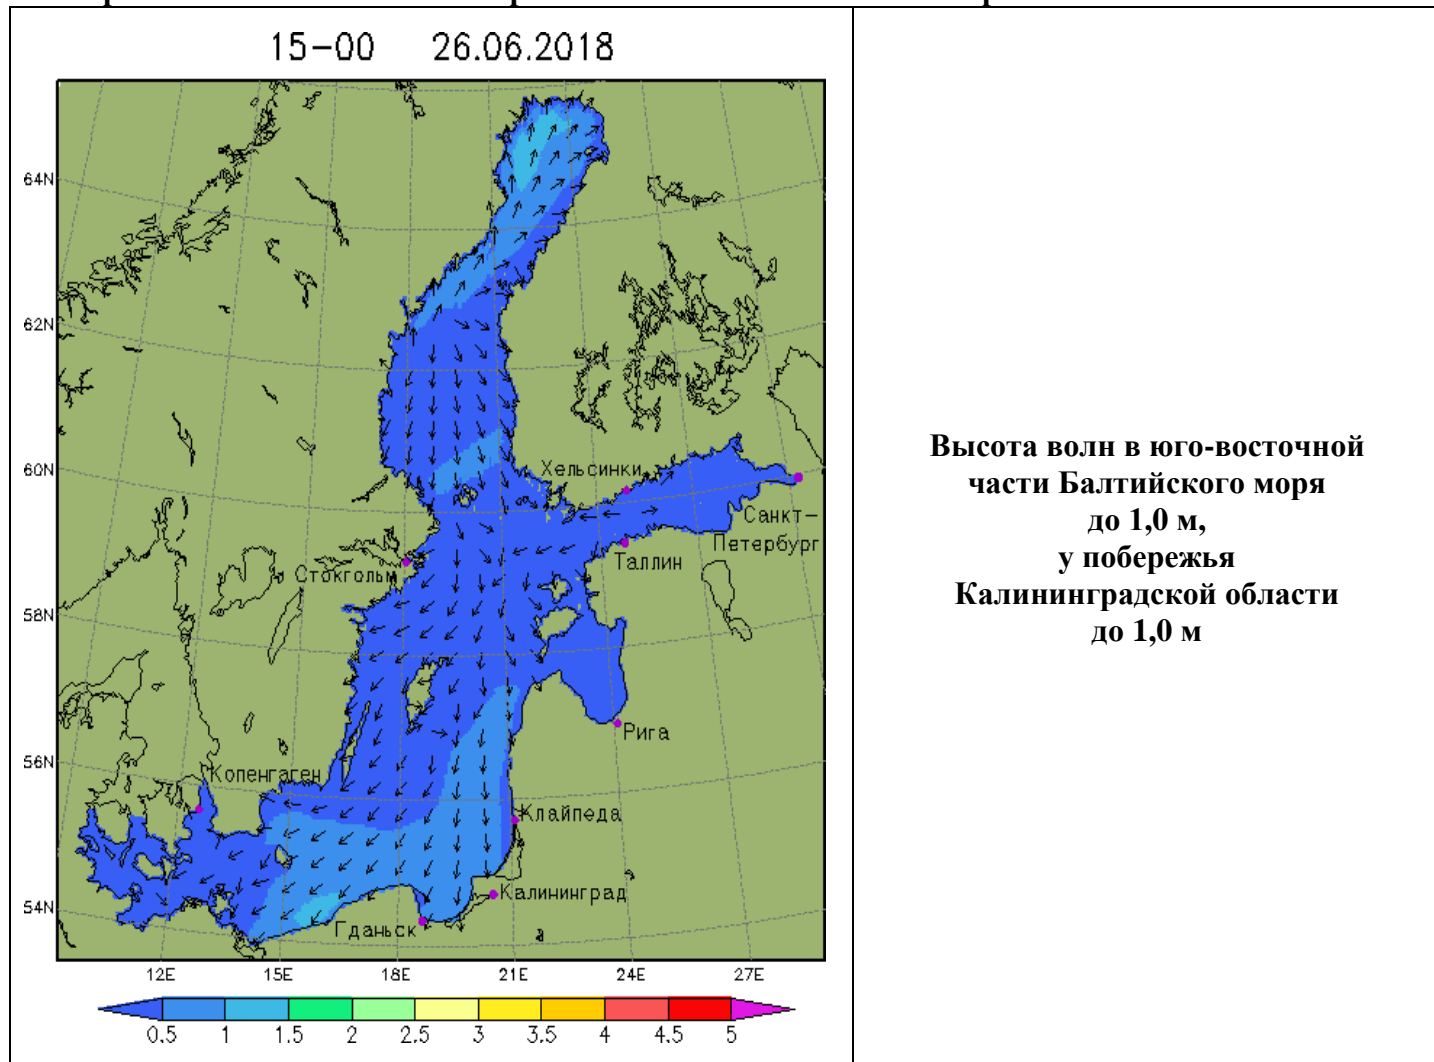 15-00 26.06.2018
64N
62N
60N
58N
56N
54N
Хельсинки
Санкт-
Петербург
Таллин
Стокгольм
Рига
Копенгаген
Клайпеда
Калининград
Гданьск
12E 15E 18E 21E 24E 27E
0.5 1 1.5 2 2.5 3 3.5 4 4.5 5
Высота волн в юго-восточной
части Балтийского моря
до 1,0 м,
у побережья
Калининградской области
до 1,0 м